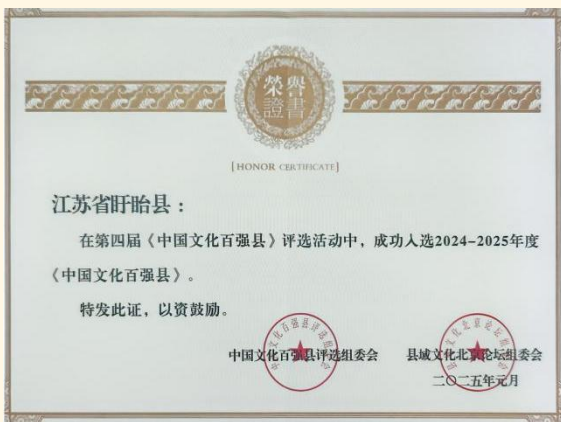 榮譽
證書
[HONOR CERTIFICATE]
江苏省盱眙县：
在第四届《中国文化百强县》评选活动中，成功入选2024-2025年度
《中国文化百强县》。
特发此证，以资鼓励。
中国文化百强县评选组委会 县域文化北京论坛组委会
二〇二五年元月